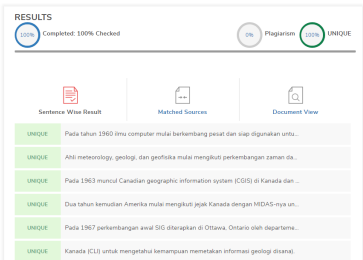 RESULTS
100% Completed: 100% Checked 0% Plagiarism 100% UNIQUE
Sentence Wise Result Matched Sources Document View
UNIQUE Pada tahun 1960 ilmu computer mulai berkembang pesat dan siap digunakan untu...
UNIQUE Ahli meteorology, geologi, dan geofisika mulai mengikuti perkembangan zaman da...
UNIQUE Pada 1963 muncul Canadian geographic information system (CGIS) di Kanada dan ...
UNIQUE Dua tahun kemudian Amerika mulai mengikuti jejak Kanada dengan MIDAS-nya un...
UNIQUE Pada 1967 perkembangan awal SIG diterapkan di Ottawa, Ontario oleh departeme...
UNIQUE Kanada (CLI) untuk mengetahui kemampuan memetakan informasi geologi disana).